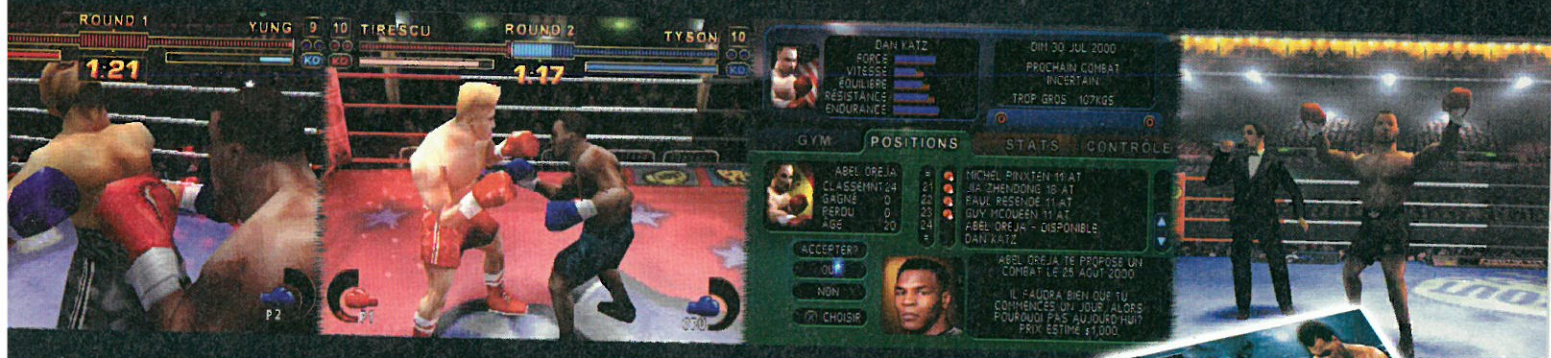 ROUND 1
YUNG 9
1:21
KO
P2
10 TIRESCU ROUND 2 TYSON 10
KO 1:17 KO
P1
CPU
DAN KATZ
FORCE
VITESSE
ÉQUILIBRE
RÉSISTANCE
ENDURANCE
DIM 30 JUL 2000
PROCHAIN COMBAT
INCERTAIN
TROP GROS 107KGS
GYM POSITIONS STATS CONTRÔLE
ABEL OREJA
CLASSEMNT 24
GAGNÉ 0
PERDU 0
ÂGE 20
= MICHEL PINXTEN 11 AT
21 JIA ZHENDONG 18 AT
22 PAUL RESENDE 11 AT
23 GUY MCQUEEN 11 AT
24 ABEL OREJA - DISPONIBLE
= DAN KATZ
ACCEPTER?
OUI
NON
CHOISIR
ABEL OREJA TE PROPOSE UN
COMBAT LE 25 AOÛT 2000
IL FAUDRA BIEN QUE TU
COMMENCES UN JOUR, ALORS
POURQUOI PAS AUJOURD'HUI?
PRIX ESTIMÉ $1,000